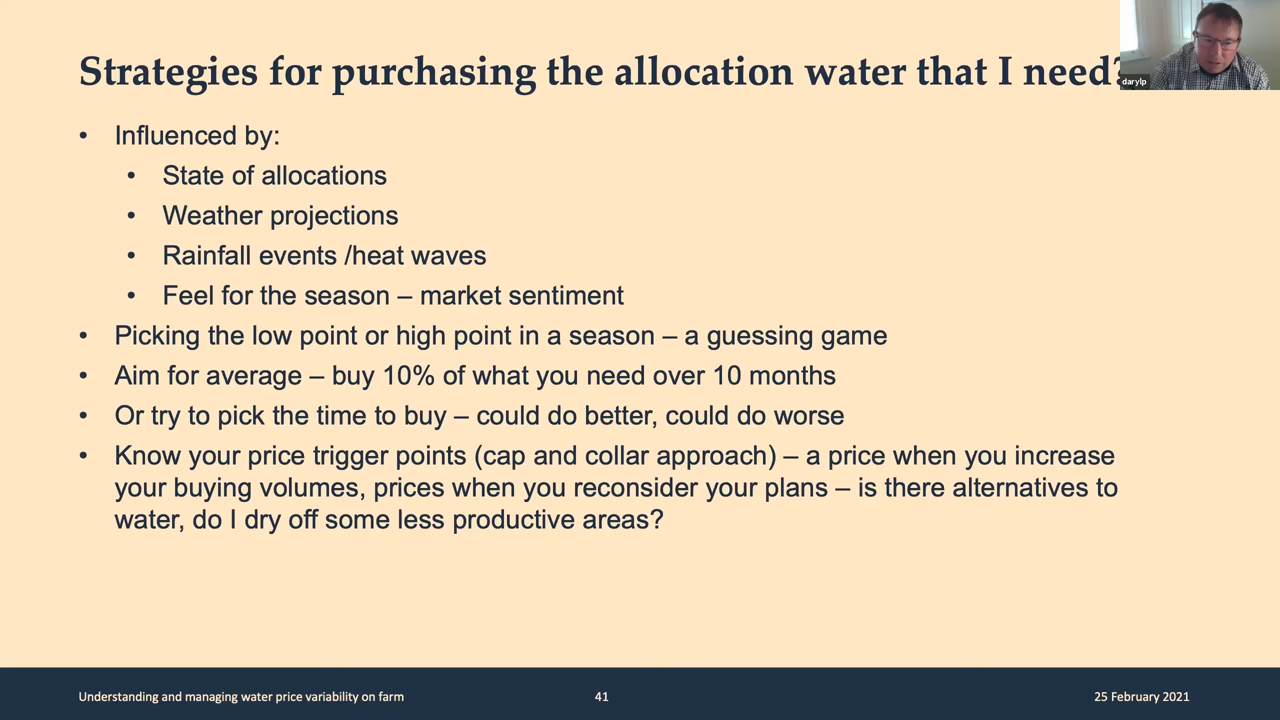 Strategies for purchasing the allocation water that I need?
darylp
• Influenced by:
• State of allocations
• Weather projections
• Rainfall events /heat waves
• Feel for the season – market sentiment
• Picking the low point or high point in a season – a guessing game
• Aim for average – buy 10% of what you need over 10 months
• Or try to pick the time to buy – could do better, could do worse
• Know your price trigger points (cap and collar approach) – a price when you increase
your buying volumes, prices when you reconsider your plans – is there alternatives to
water, do I dry off some less productive areas?
Understanding and managing water price variability on farm
41
25 February 2021